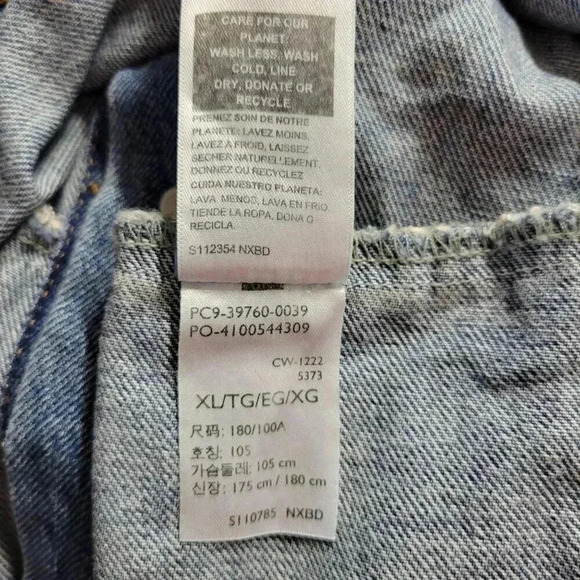 CARE FOR OUR
PLANET:
WASH LESS, WASH
COLD, LINE
DRY, DONATE OR
RECYCLE
PRENEZ SOIN DE NOTRE
PLANÈTE: LAVEZ MOINS,
LAVEZ À FROID, LAISSEZ
SÉCHER NATURELLEMENT,
DONNEZ OU RECYCLEZ
CUIDA NUESTRO PLANETA:
LAVA MENOS, LAVA EN FRIO,
TIENDE LA ROPA, DONA O
RECICLA.
S112354 NXBD
PC9-39760-0039
PO-4100544309
CW-1222
5373
XL/TG/EG/XG
尺码: 180/100A
호칭: 105
가슴둘레: 105 cm
신장: 175 cm / 180 cm
S110785 NXBD